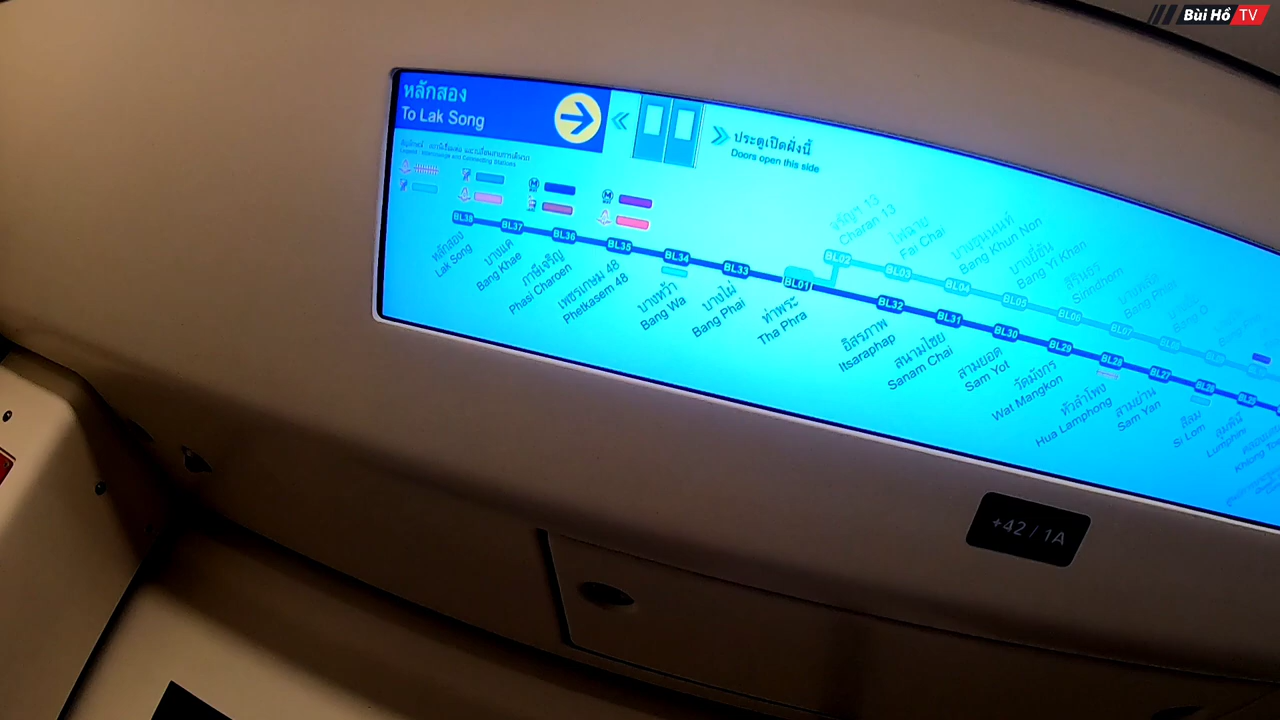 Bùi Hồ TV
หลักสอง
To Lak Song
ประตูเปิดฝั่งนี้
Doors open this side
BL38
BL37
BL36
BL35
BL34
BL33
BL01
BL02
BL03
BL04
BL05
BL06
BL07
BL32
BL31
BL30
BL29
BL28
BL27
BL26
จรัญฯ 13
Charan 13
ไฟฉาย
Fai Chai
บางขุนนนท์
Bang Khun Non
บางยี่ขัน
Bang Yi Khan
สิรินธร
Sirindhorn
Bang O
หลักสอง
Lak Song
บางแค
Bang Khae
ภาษีเจริญ
Phasi Charoen
เพชรเกษม 48
Phetkasem 48
บางหว้า
Bang Wa
บางไผ่
Bang Phai
ท่าพระ
Tha Phra
อิสรภาพ
Itsaraphap
สนามไชย
Sanam Chai
สามยอด
Sam Yot
วัดมังกร
Wat Mangkon
หัวลำโพง
Hua Lamphong
สามย่าน
Sam Yan
สีลม
Si Lom
ลุมพินี
Lumphini
+42 / 1A